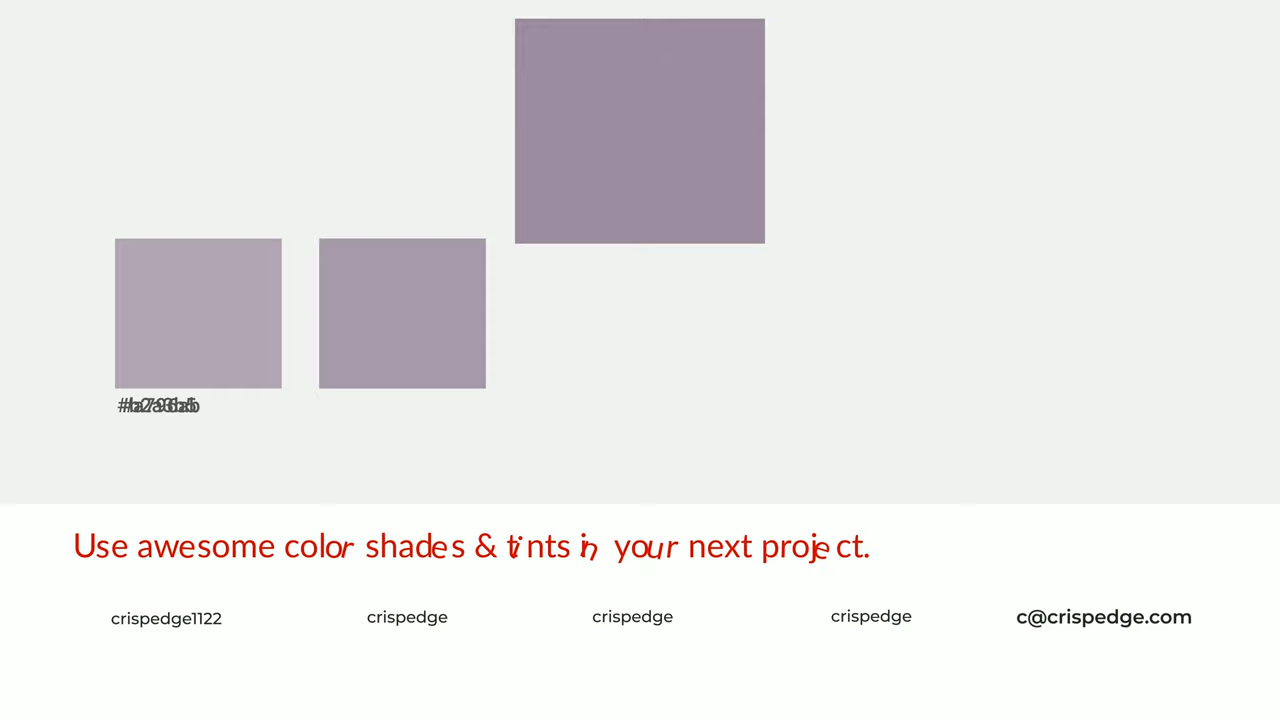 Use awesome color shades & tints in your next project.
crispedge1122 crispedge crispedge crispedge c@crispedge.com